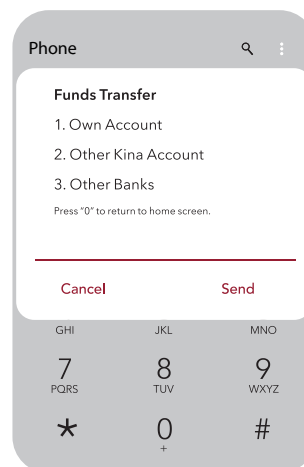 Phone
Funds Transfer
1. Own Account
2. Other Kina Account
3. Other Banks
Press "0" to return to home screen.
Cancel Send
GHI JKL MNO
7 8 9
PQRS TUV WXYZ
* 0 #
+